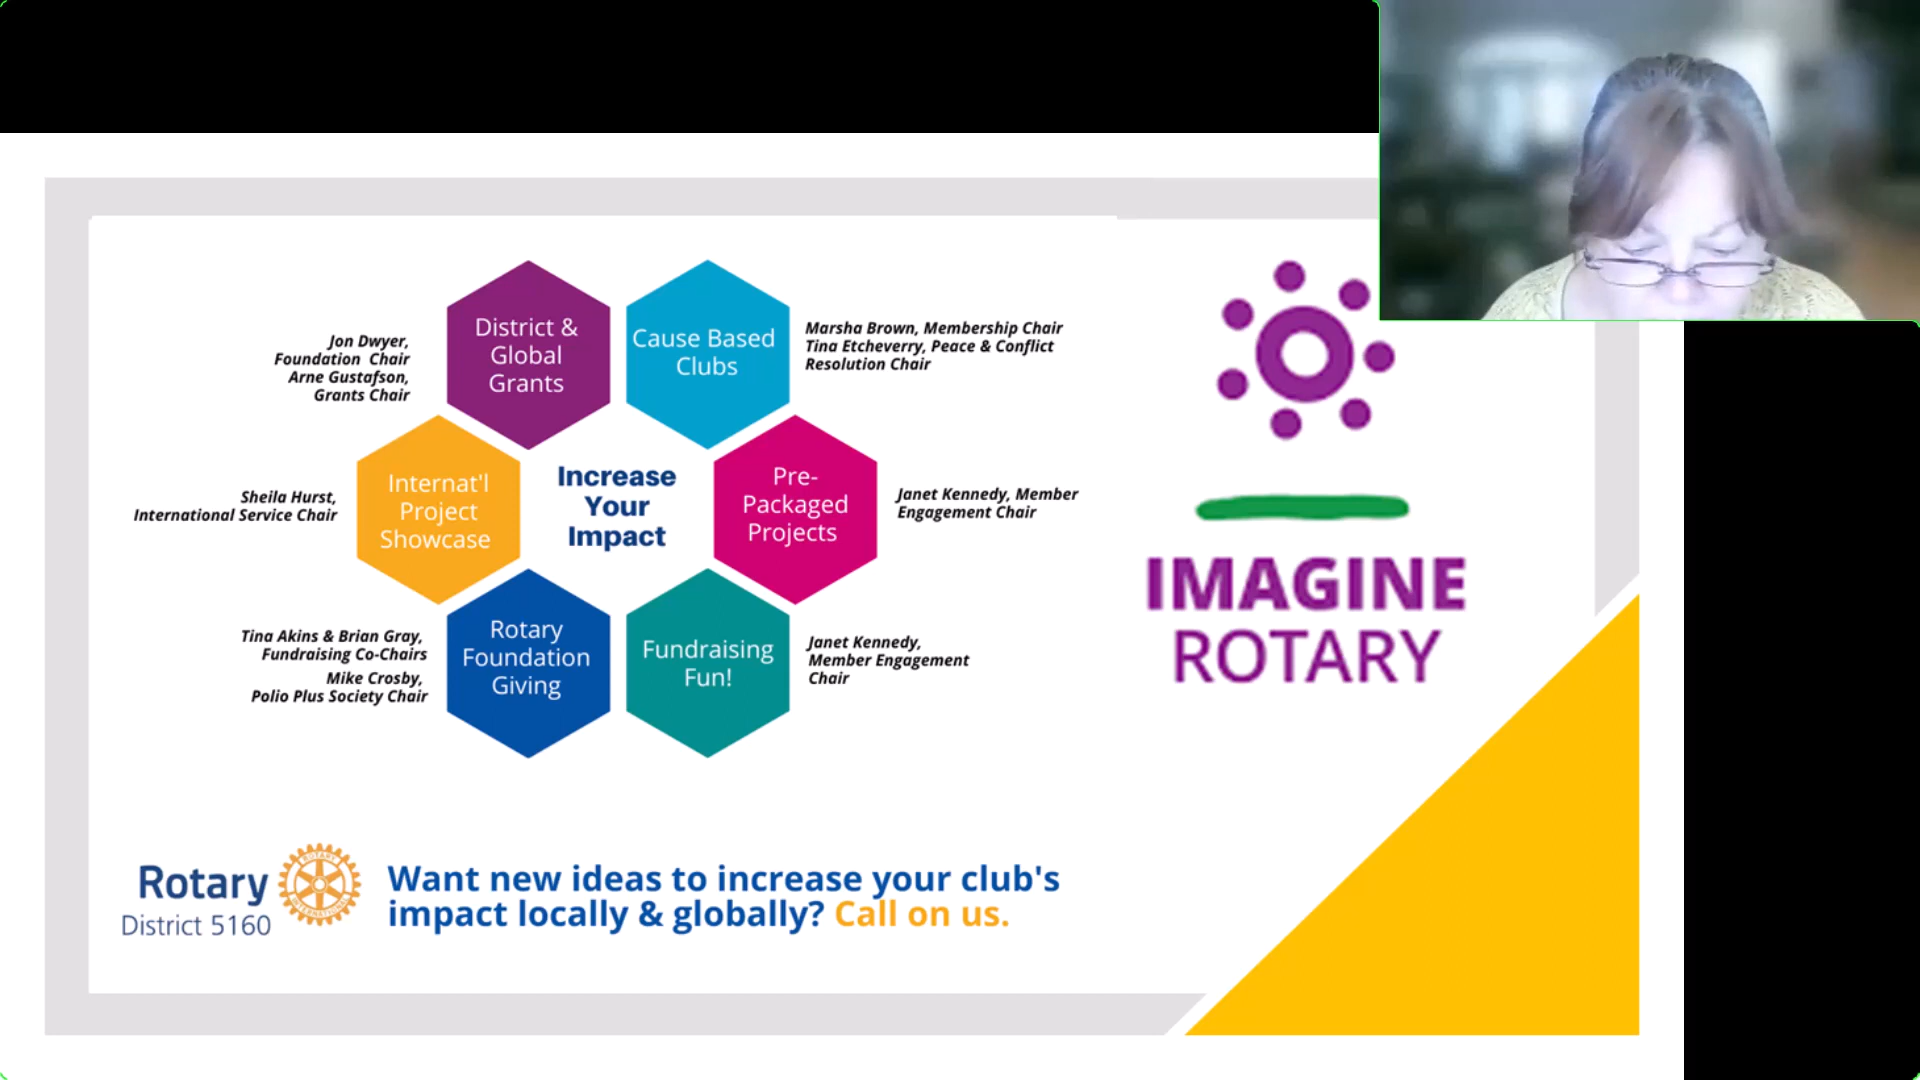 Jon Dwyer,
Foundation Chair
Arne Gustafson,
Grants Chair
District &
Global
Grants
Cause Based
Clubs
Marsha Brown, Membership Chair
Tina Etcheverry, Peace & Conflict
Resolution Chair
Sheila Hurst,
International Service Chair
Internat'l
Project
Showcase
Increase
Your
Impact
Pre-
Packaged
Projects
Janet Kennedy, Member
Engagement Chair
Tina Akins & Brian Gray,
Fundraising Co-Chairs
Mike Crosby,
Polio Plus Society Chair
Rotary
Foundation
Giving
Fundraising
Fun!
Janet Kennedy,
Member Engagement
Chair
IMAGINE
ROTARY
Rotary
District 5160
ROTARY
INTERNATIONAL
Want new ideas to increase your club's
impact locally & globally? Call on us.